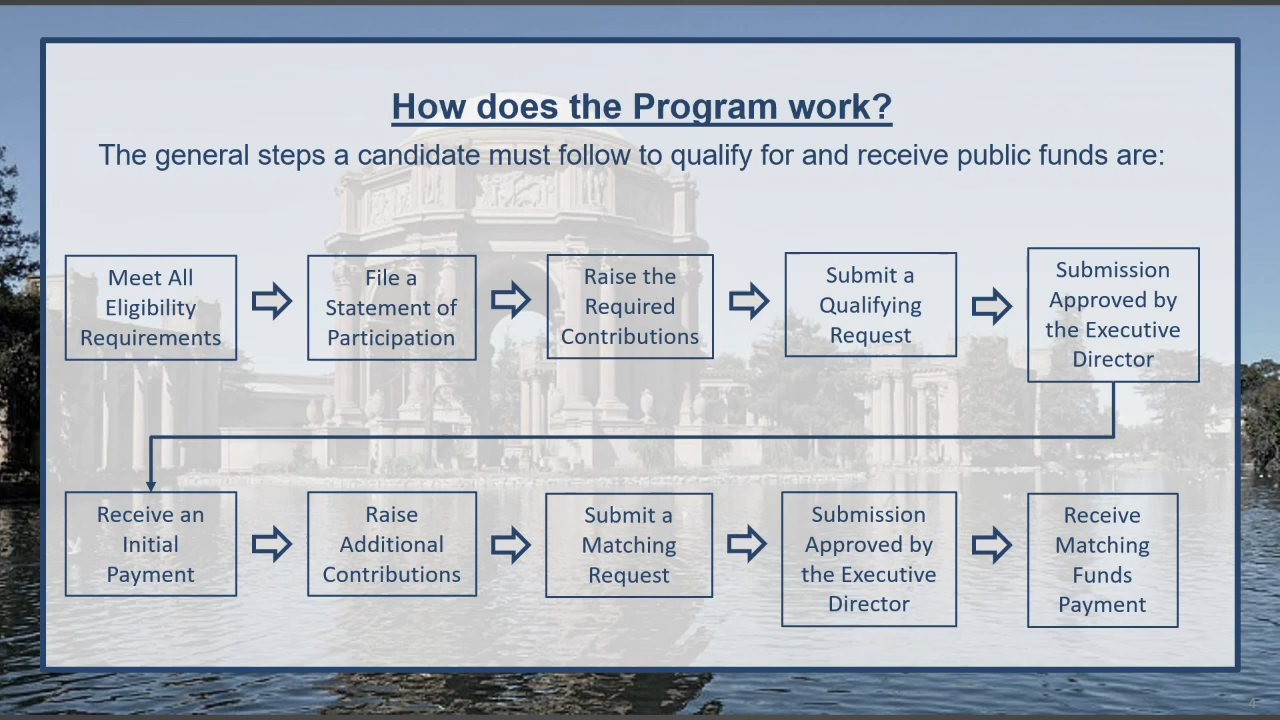 How does the Program work?
The general steps a candidate must follow to qualify for and receive public funds are:
Meet All
Eligibility
Requirements
File a
Statement of
Participation
Raise the
Required
Contributions
Submit a
Qualifying
Request
Submission
Approved by
the Executive
Director
Receive an
Initial
Payment
Raise
Additional
Contributions
Submit a
Matching
Request
Submission
Approved by
the Executive
Director
Receive
Matching
Funds
Payment
4